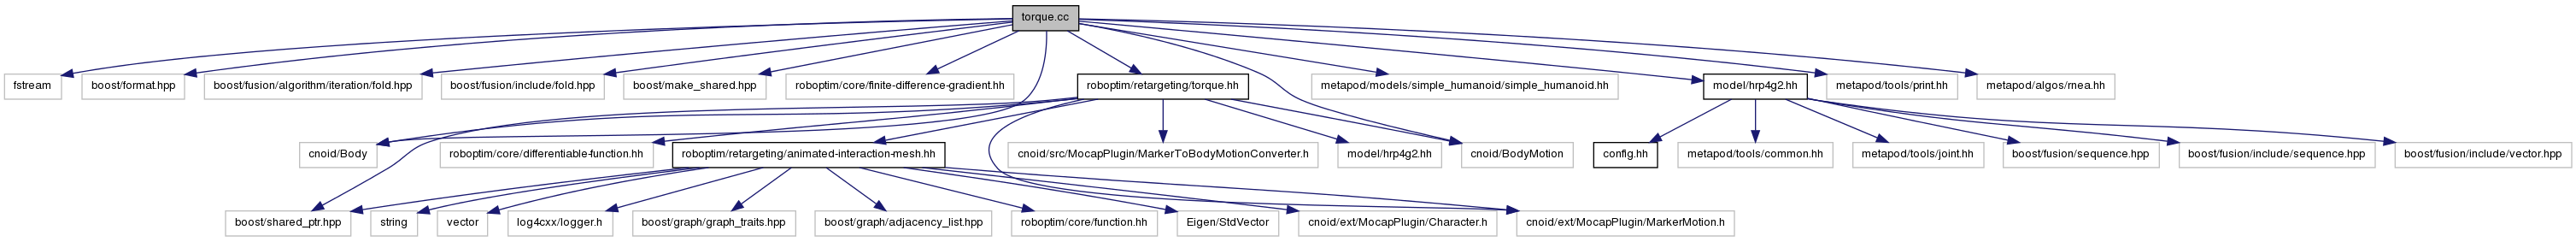 torque.cc
fstream
boost/format.hpp
boost/fusion/algorithm/iteration/fold.hpp
boost/fusion/include/fold.hpp
boost/make_shared.hpp
roboptim/core/finite-difference-gradient.hh
roboptim/retargeting/torque.hh
metapod/models/simple_humanoid/simple_humanoid.hh
model/hrp4g2.hh
metapod/tools/print.hh
metapod/algos/rnea.hh
cnoid/Body
roboptim/core/differentiable-function.hh
roboptim/retargeting/animated-interaction-mesh.hh
cnoid/src/MocapPlugin/MarkerToBodyMotionConverter.h
model/hrp4g2.hh
cnoid/BodyMotion
config.hh
metapod/tools/common.hh
metapod/tools/joint.hh
boost/fusion/sequence.hpp
boost/fusion/include/sequence.hpp
boost/fusion/include/vector.hpp
boost/shared_ptr.hpp
string
vector
log4cxx/logger.h
boost/graph/graph_traits.hpp
boost/graph/adjacency_list.hpp
roboptim/core/function.hh
Eigen/StdVector
cnoid/ext/MocapPlugin/Character.h
cnoid/ext/MocapPlugin/MarkerMotion.h